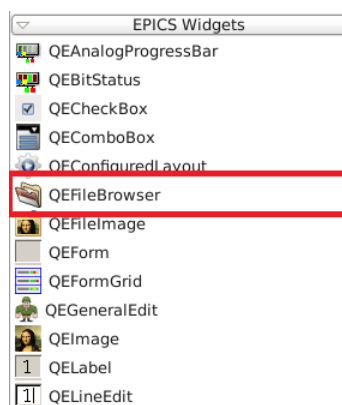 EPICS Widgets
QEAnalogProgressBar
QEBitStatus
QECheckBox
QEComboBox
QEConfiguredLayout
QEFileBrowser
QEFileImage
QEForm
QEFormGrid
QEGeneralEdit
QEImage
1 QELabel
1 QELineEdit